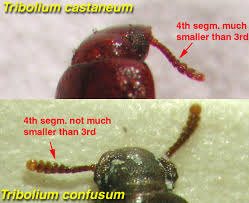 Tribolium castaneum
4th segm. much
smaller than 3rd
4th segm. not much
smaller than 3rd
Tribolium confusum